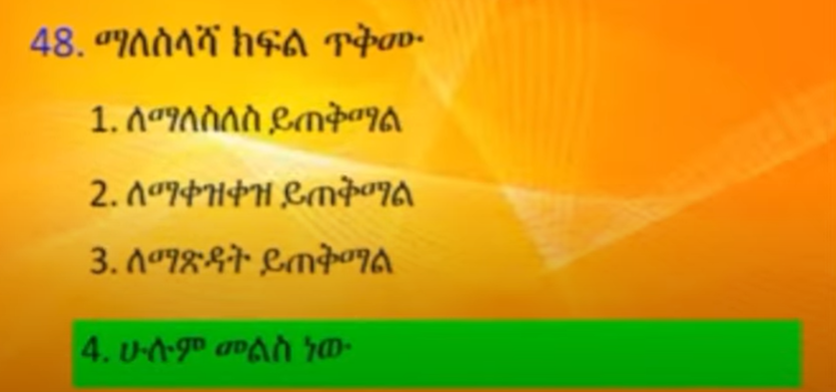 48. ማለስላሻ ክፍል ጥቅሙ
1. ለማለስለስ ይጠቅማል
2. ለማቀዝቀዝ ይጠቅማል
3. ለማጽዳት ይጠቅማል
4. ሁሉም መልስ ነው